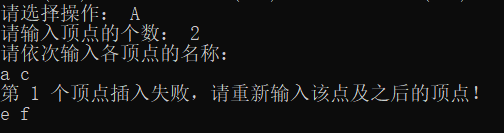 请选择操作： A
请输入顶点的个数： 2
请依次输入各顶点的名称：
a c
第 1 个顶点插入失败，请重新输入该点及之后的顶点！
e f